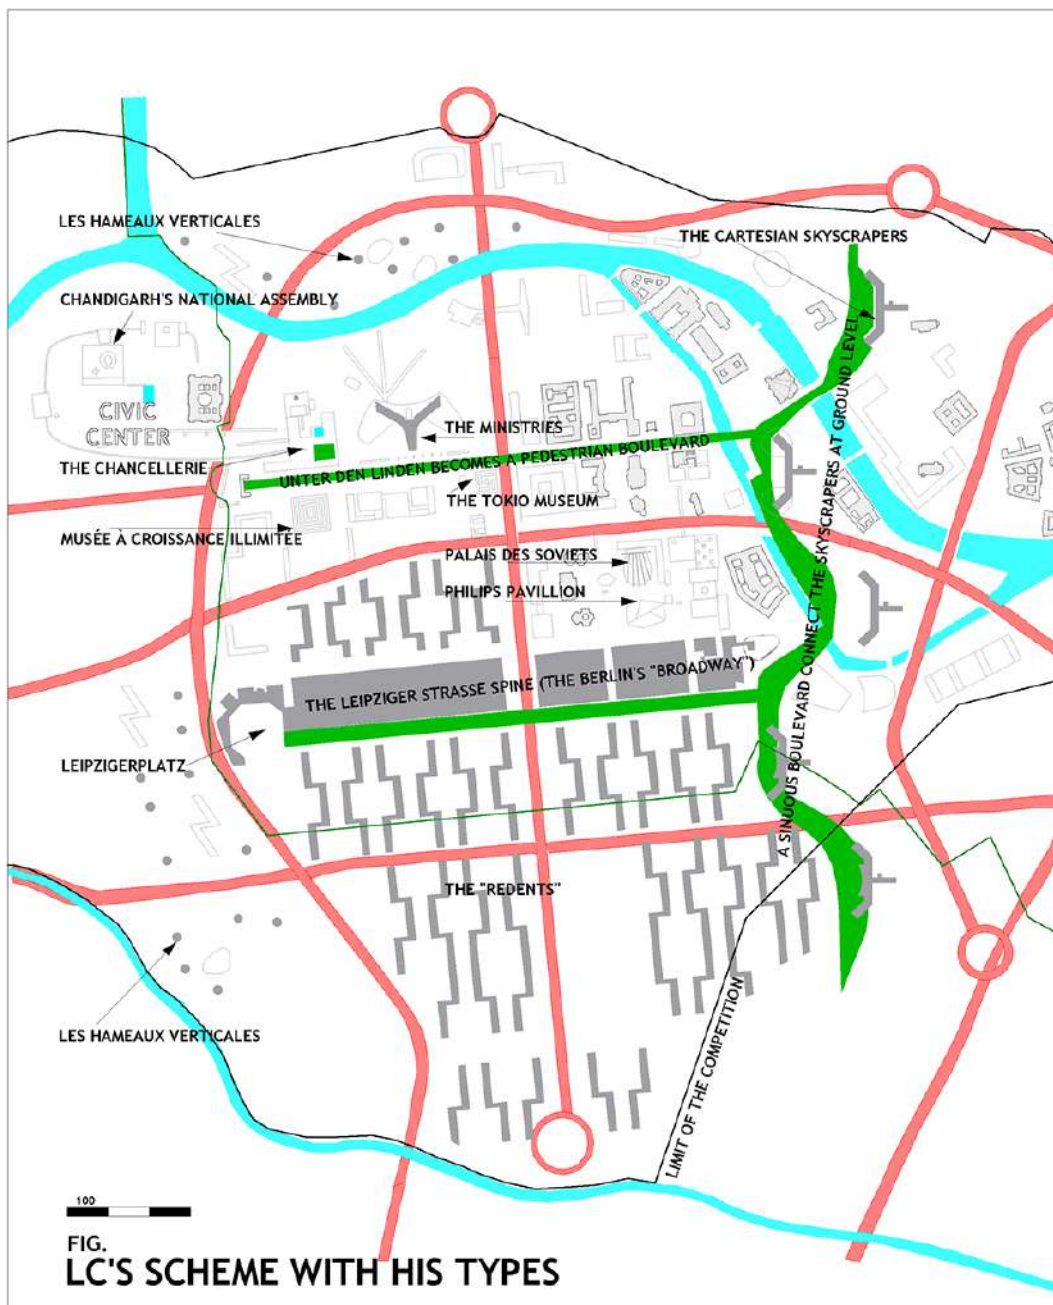 LES HAMEAUX VERTICALES
THE CARTESIAN SKYSCRAPERS
CHANDIGARH'S NATIONAL ASSEMBLY
CIVIC
CENTER
THE MINISTRIES
THE CHANCELLERIE
UNTER DEN LINDEN BECOMES A PEDESTRIAN BOULEVARD
THE TOKIO MUSEUM
MUSÉE À CROISSANCE ILLIMITÉE
PALAIS DES SOVIETS
PHILIPS PAVILLION
A SINUOUS BOULEVARD CONNECT THE SKYSCRAPERS AT GROUND LEVEL
THE LEIPZIGER STRASSE SPINE (THE BERLIN'S "BROADWAY")
LEIPZIGERPLATZ
THE "REDENTS"
LES HAMEAUX VERTICALES
LIMIT OF THE COMPETITION
100
FIG.
LC'S SCHEME WITH HIS TYPES